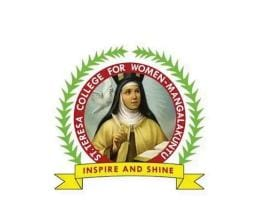 ST.TERESA COLLEGE FOR WOMEN-MANGALAKUNTU
INSPIRE AND SHINE